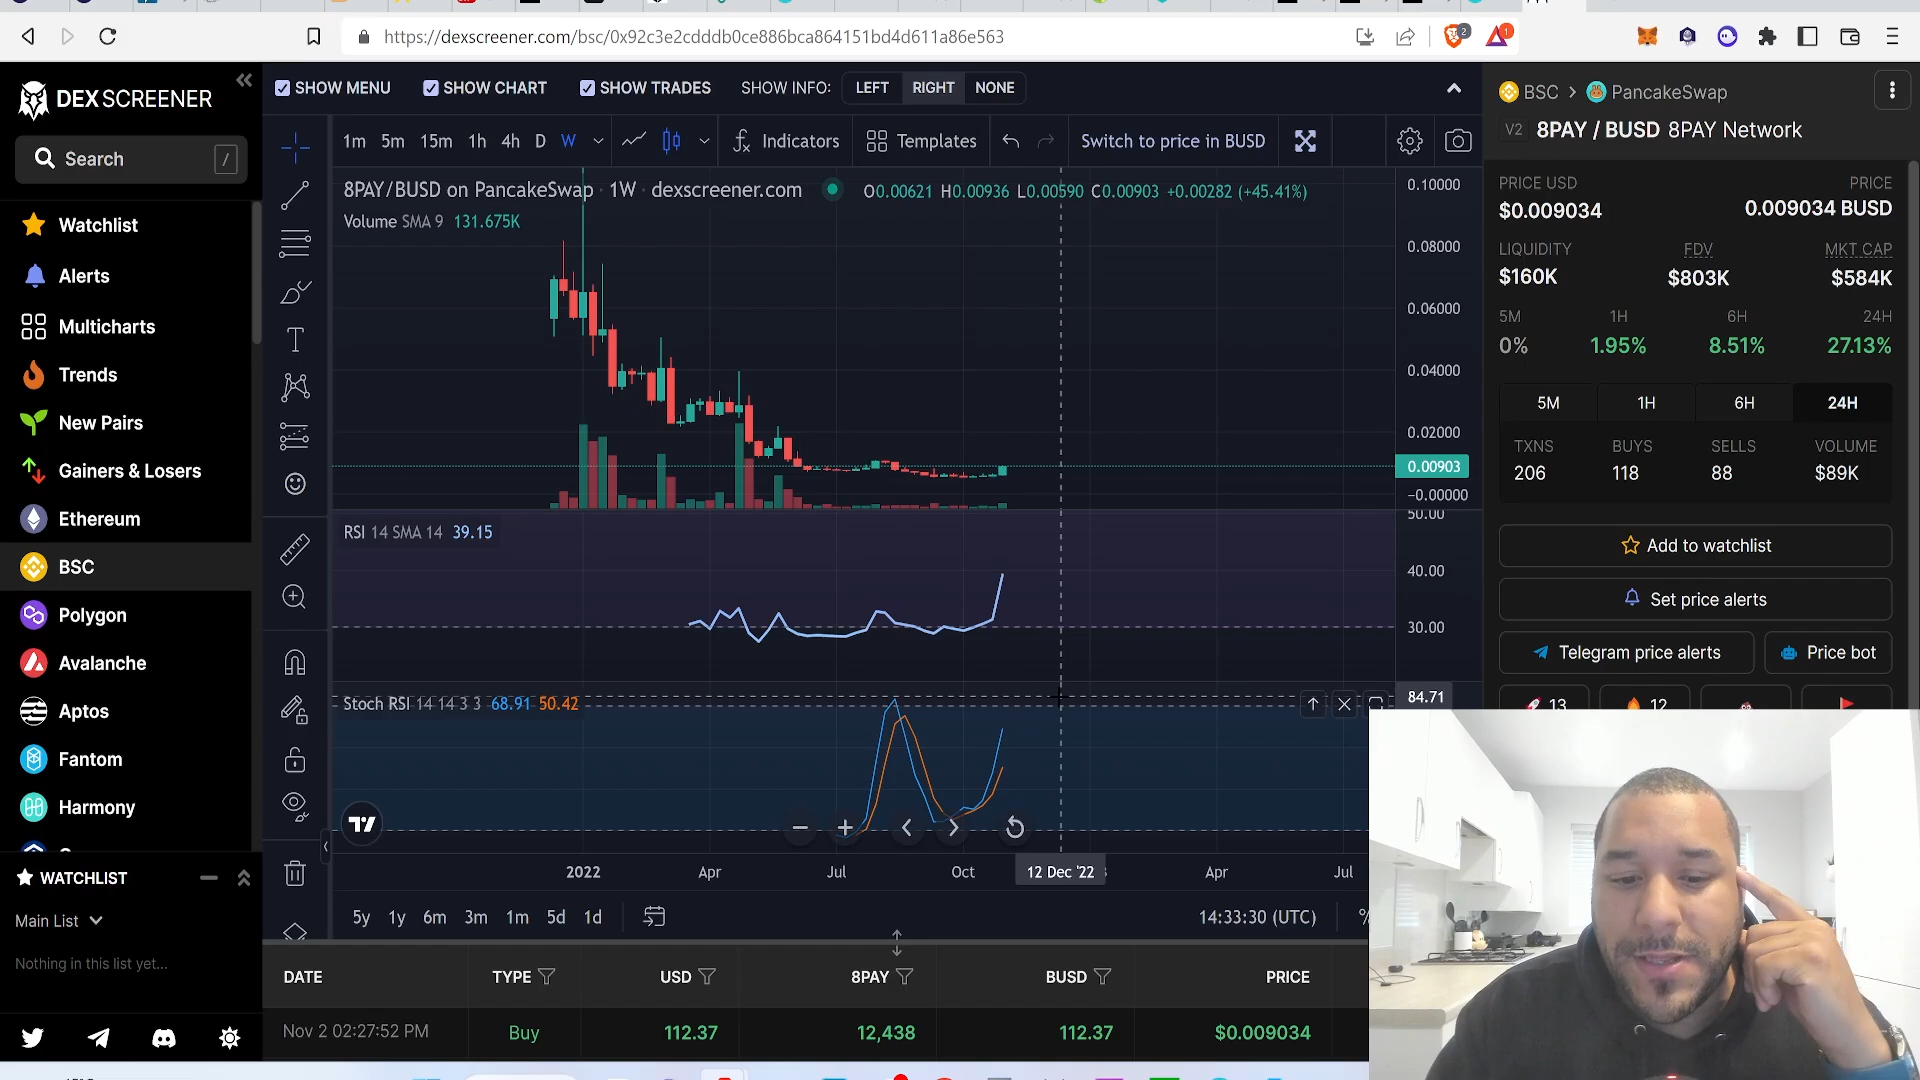 https://dexscreener.com/bsc/0x92c3e2cdddb0ce886bca864151bd4d611a86e563
2
1
DEX SCREENER
SHOW MENU
SHOW CHART
SHOW TRADES
SHOW INFO:
LEFT
RIGHT
NONE
BSC > PancakeSwap
V2 8PAY / BUSD 8PAY Network
Search
/
1m 5m 15m 1h 4h D W
Indicators
Templates
Switch to price in BUSD
8PAY/BUSD on PancakeSwap · 1W · dexscreener.com
O0.00621 H0.00936 L0.00590 C0.00903 +0.00282 (+45.41%)
Volume SMA 9 131.675K
0.10000
0.08000
0.06000
0.04000
0.02000
0.00903
−0.00000
PRICE USD
$0.009034
PRICE
0.009034 BUSD
LIQUIDITY
$160K
FDV
$803K
MKT CAP
$584K
5M
0%
1H
1.95%
6H
8.51%
24H
27.13%
5M 1H 6H 24H
TXNS
206
BUYS
118
SELLS
88
VOLUME
$89K
Add to watchlist
Set price alerts
Telegram price alerts
Price bot
13
12
Watchlist
Alerts
Multicharts
Trends
New Pairs
Gainers & Losers
Ethereum
BSC
Polygon
Avalanche
Aptos
Fantom
Harmony
RSI 14 SMA 14 39.15
50.00
40.00
30.00
Stoch RSI 14 14 3 3 68.91 50.42
84.71
2022
Apr
Jul
Oct
12 Dec '22
Apr
Jul
5y 1y 6m 3m 1m 5d 1d
14:33:30 (UTC)
%
WATCHLIST
Main List
Nothing in this list yet...
DATE
TYPE
USD
8PAY
BUSD
PRICE
Nov 2 02:27:52 PM
Buy
112.37
12,438
112.37
$0.009034